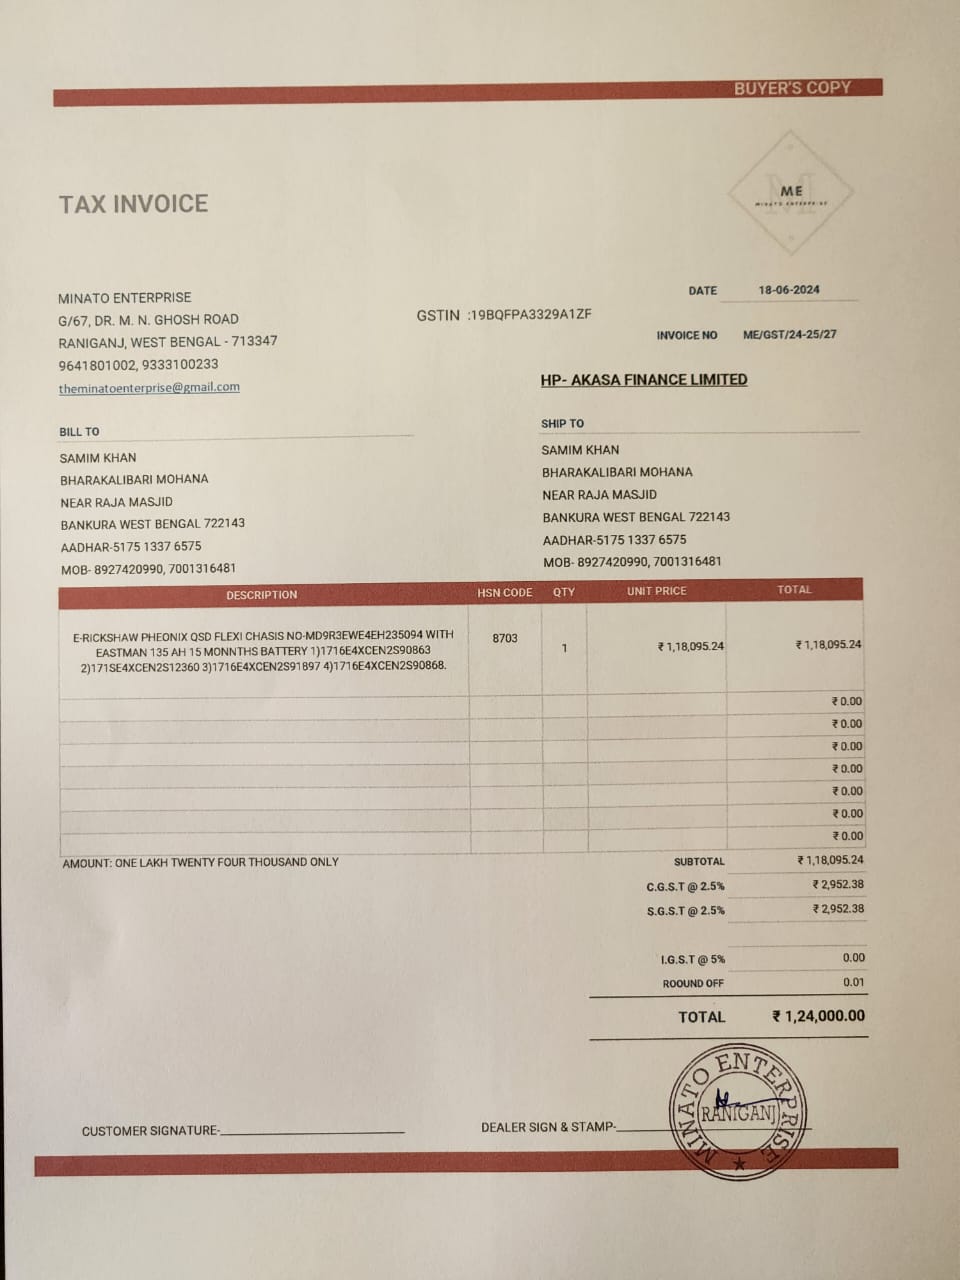 BUYER'S COPY
ME
MINATO ENTERPRISE
TAX INVOICE
DATE 18-06-2024
MINATO ENTERPRISE
G/67, DR. M. N. GHOSH ROAD
GSTIN :19BQFPA3329A1ZF
RANIGANJ, WEST BENGAL - 713347
INVOICE NO ME/GST/24-25/27
9641801002, 9333100233
theminatoenterprise@gmail.com
HP- AKASA FINANCE LIMITED
BILL TO
SAMIM KHAN
BHARAKALIBARI MOHANA
NEAR RAJA MASJID
BANKURA WEST BENGAL 722143
AADHAR-5175 1337 6575
MOB- 8927420990, 7001316481
SHIP TO
SAMIM KHAN
BHARAKALIBARI MOHANA
NEAR RAJA MASJID
BANKURA WEST BENGAL 722143
AADHAR-5175 1337 6575
MOB- 8927420990, 7001316481
DESCRIPTION HSN CODE QTY UNIT PRICE TOTAL
E-RICKSHAW PHEONIX QSD FLEXI CHASIS NO-MD9R3EWE4EH235094 WITH
EASTMAN 135 AH 15 MONNTHS BATTERY 1)1716E4XCEN2S90863
2)171SE4XCEN2S12360 3)1716E4XCEN2S91897 4)1716E4XCEN2S90868.
8703 1 ₹ 1,18,095.24 ₹ 1,18,095.24
₹ 0.00
₹ 0.00
₹ 0.00
₹ 0.00
₹ 0.00
₹ 0.00
₹ 0.00
AMOUNT: ONE LAKH TWENTY FOUR THOUSAND ONLY
SUBTOTAL ₹ 1,18,095.24
C.G.S.T @ 2.5% ₹ 2,952.38
S.G.S.T @ 2.5% ₹ 2,952.38
I.G.S.T @ 5% 0.00
ROOUND OFF 0.01
TOTAL ₹ 1,24,000.00
CUSTOMER SIGNATURE-
DEALER SIGN & STAMP-
MINATO ENTERPRISE
RANIGANJ